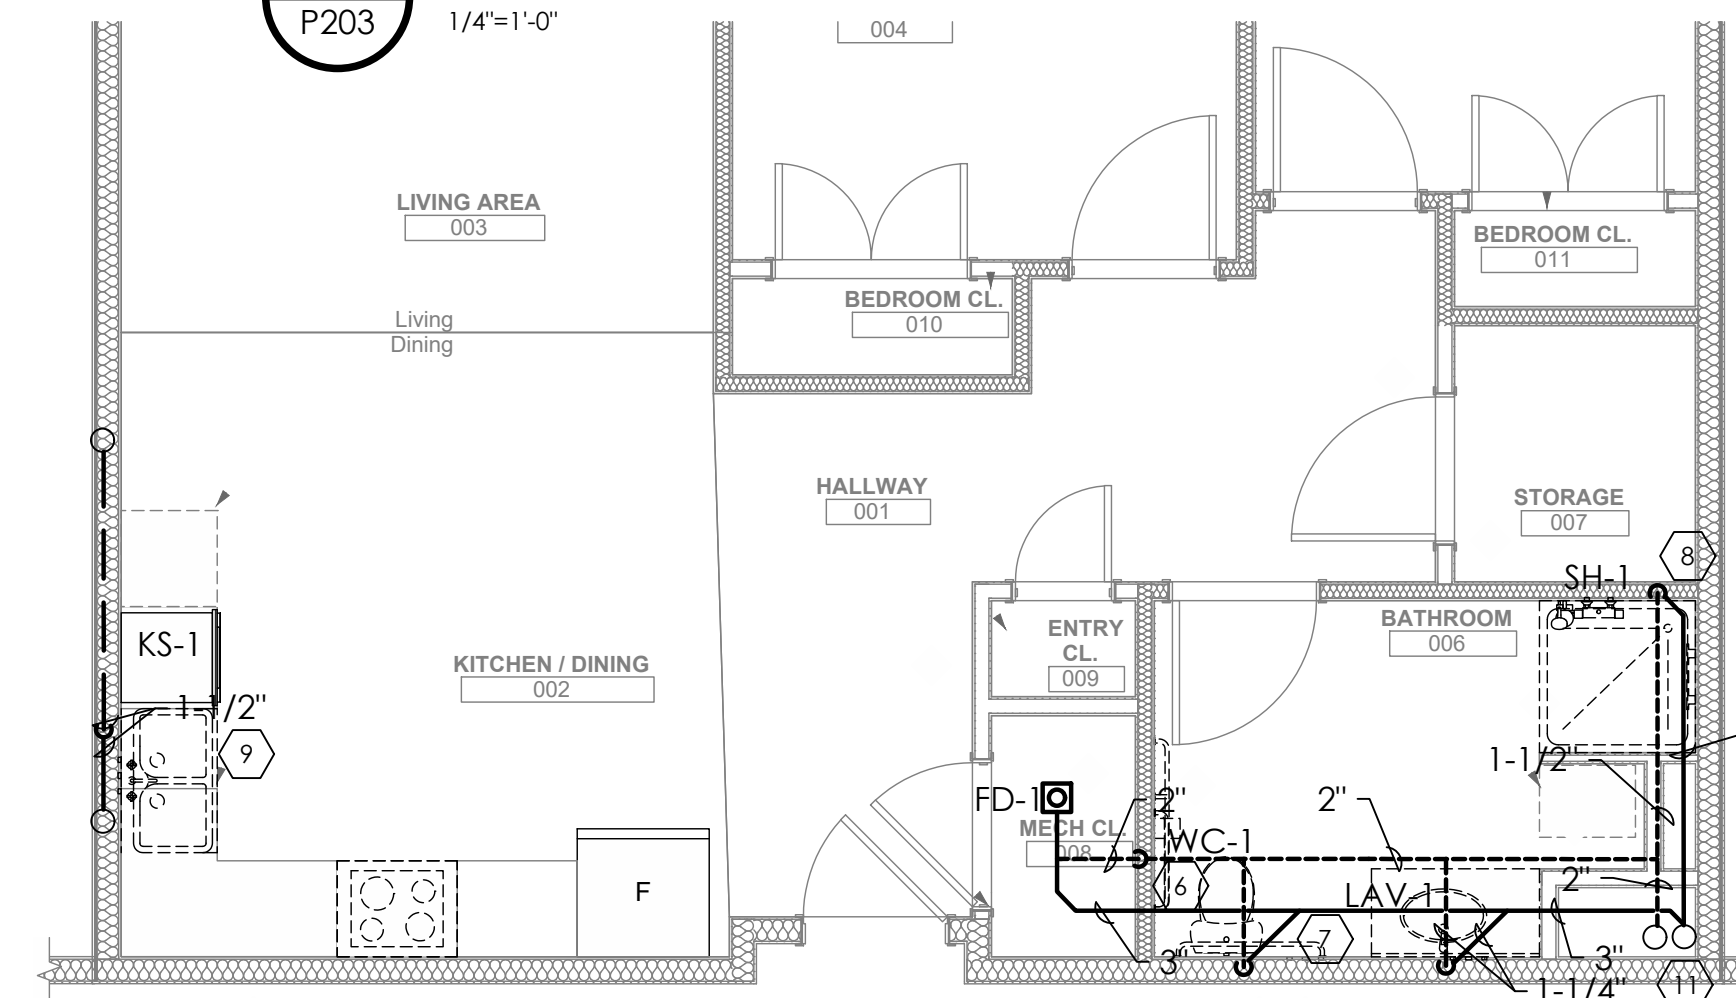 P203
1/4"=1'-0"
004
LIVING AREA
003
BEDROOM CL.
011
BEDROOM CL.
010
Living
Dining
HALLWAY
001
STORAGE
007
8
SH-1
ENTRY
CL.
009
BATHROOM
006
KS-1
KITCHEN / DINING
002
1-1/2"
9
1-1/2"
FD-1
2"
2"
MECH CL.
008
WC-1
6
F
LAV-1
2"
7
3"
3"
1-1/4"
11